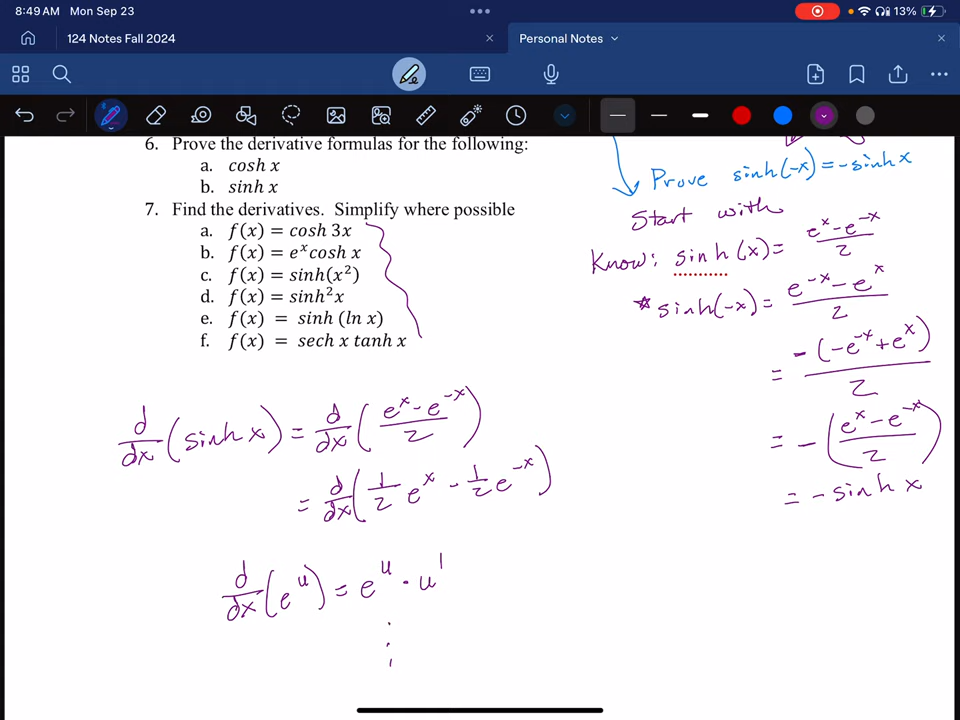 8:49 AM Mon Sep 23
13%
124 Notes Fall 2024
Personal Notes
6. Prove the derivative formulas for the following:
a. cosh x
b. sinh x
7. Find the derivatives. Simplify where possible
a. f(x) = cosh 3x
b. f(x) = e^x cosh x
c. f(x) = sinh(x^2)
d. f(x) = sinh^2 x
e. f(x) = sinh (ln x)
f. f(x) = sech x tanh x
d/dx (sinh x) = d/dx ((e^x - e^-x)/2)
= d/dx (1/2 e^x - 1/2 e^-x)
d/dx (e^u) = e^u · u'
⋮
Prove sinh(-x) = -sinh x
Start with
Know: sinh (x) = (e^x - e^-x)/2
* sinh(-x) = (e^-x - e^x)/2
= -(-e^-x + e^x)/2
= -((e^x - e^-x)/2)
= - sinh x